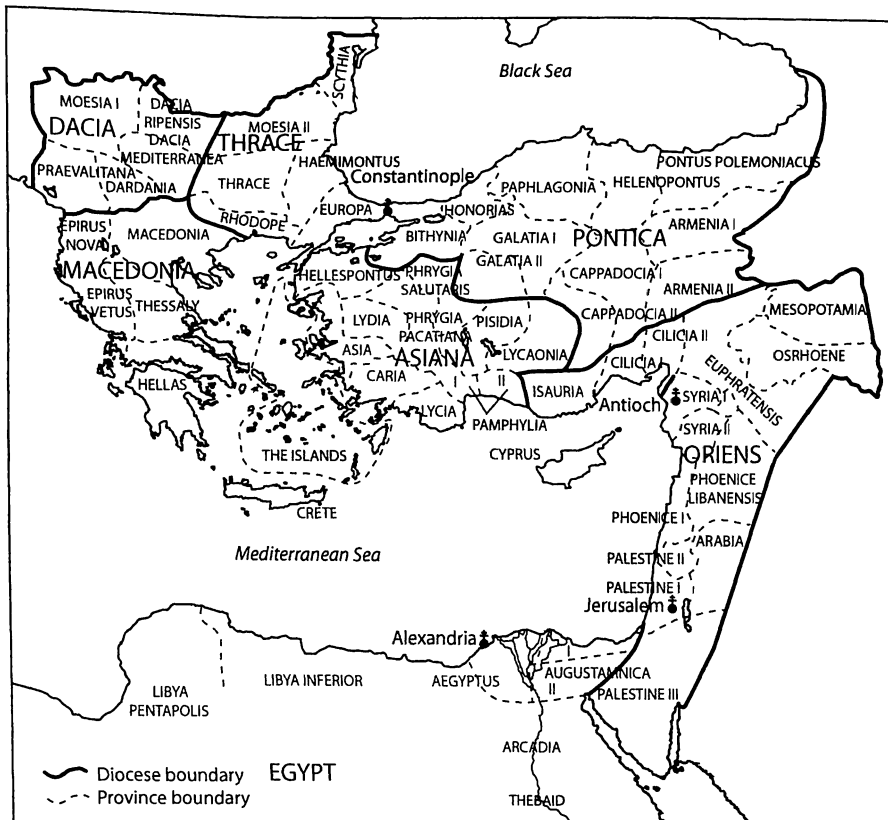 Black Sea
SCYTHIA
MOESIA I
DACIA
RIPENSIS
DACIA
DACIA
MEDITERRANEA
MOESIA II
THRACE
PRAEVALITANA
DARDANIA
HAEMIMONTUS
THRACE
Constantinople
PONTUS POLEMONIACUS
HELENOPONTUS
PAPHLAGONIA
EUROPA
HONORIAS
RHODOPE
EPIRUS
NOVA
MACEDONIA
BITHYNIA
GALATIA I
PONTICA
ARMENIA I
MACEDONIA
HELLESPONTUS
PHRYGIA
SALUTARIS
GALATIA II
CAPPADOCIA I
ARMENIA II
EPIRUS
VETUS
THESSALY
LYDIA
PHRYGIA
PACATIANA
PISIDIA
CAPPADOCIA II
MESOPOTAMIA
CILICIA II
ASIA
ASIANA
LYCAONIA
CILICIA I
OSRHOENE
HELLAS
CARIA
I
II
ISAURIA
EUPHRATENSIS
Antioch
SYRIA I
LYCIA
PAMPHYLIA
SYRIA II
THE ISLANDS
CYPRUS
ORIENS
PHOENICE
LIBANENSIS
CRETE
PHOENICE I
ARABIA
Mediterranean Sea
PALESTINE II
PALESTINE I
Jerusalem
Alexandria
I
LIBYA
PENTAPOLIS
LIBYA INFERIOR
AEGYPTUS
AUGUSTAMNICA
II
PALESTINE III
ARCADIA
Diocese boundary
EGYPT
Province boundary
THEBAID